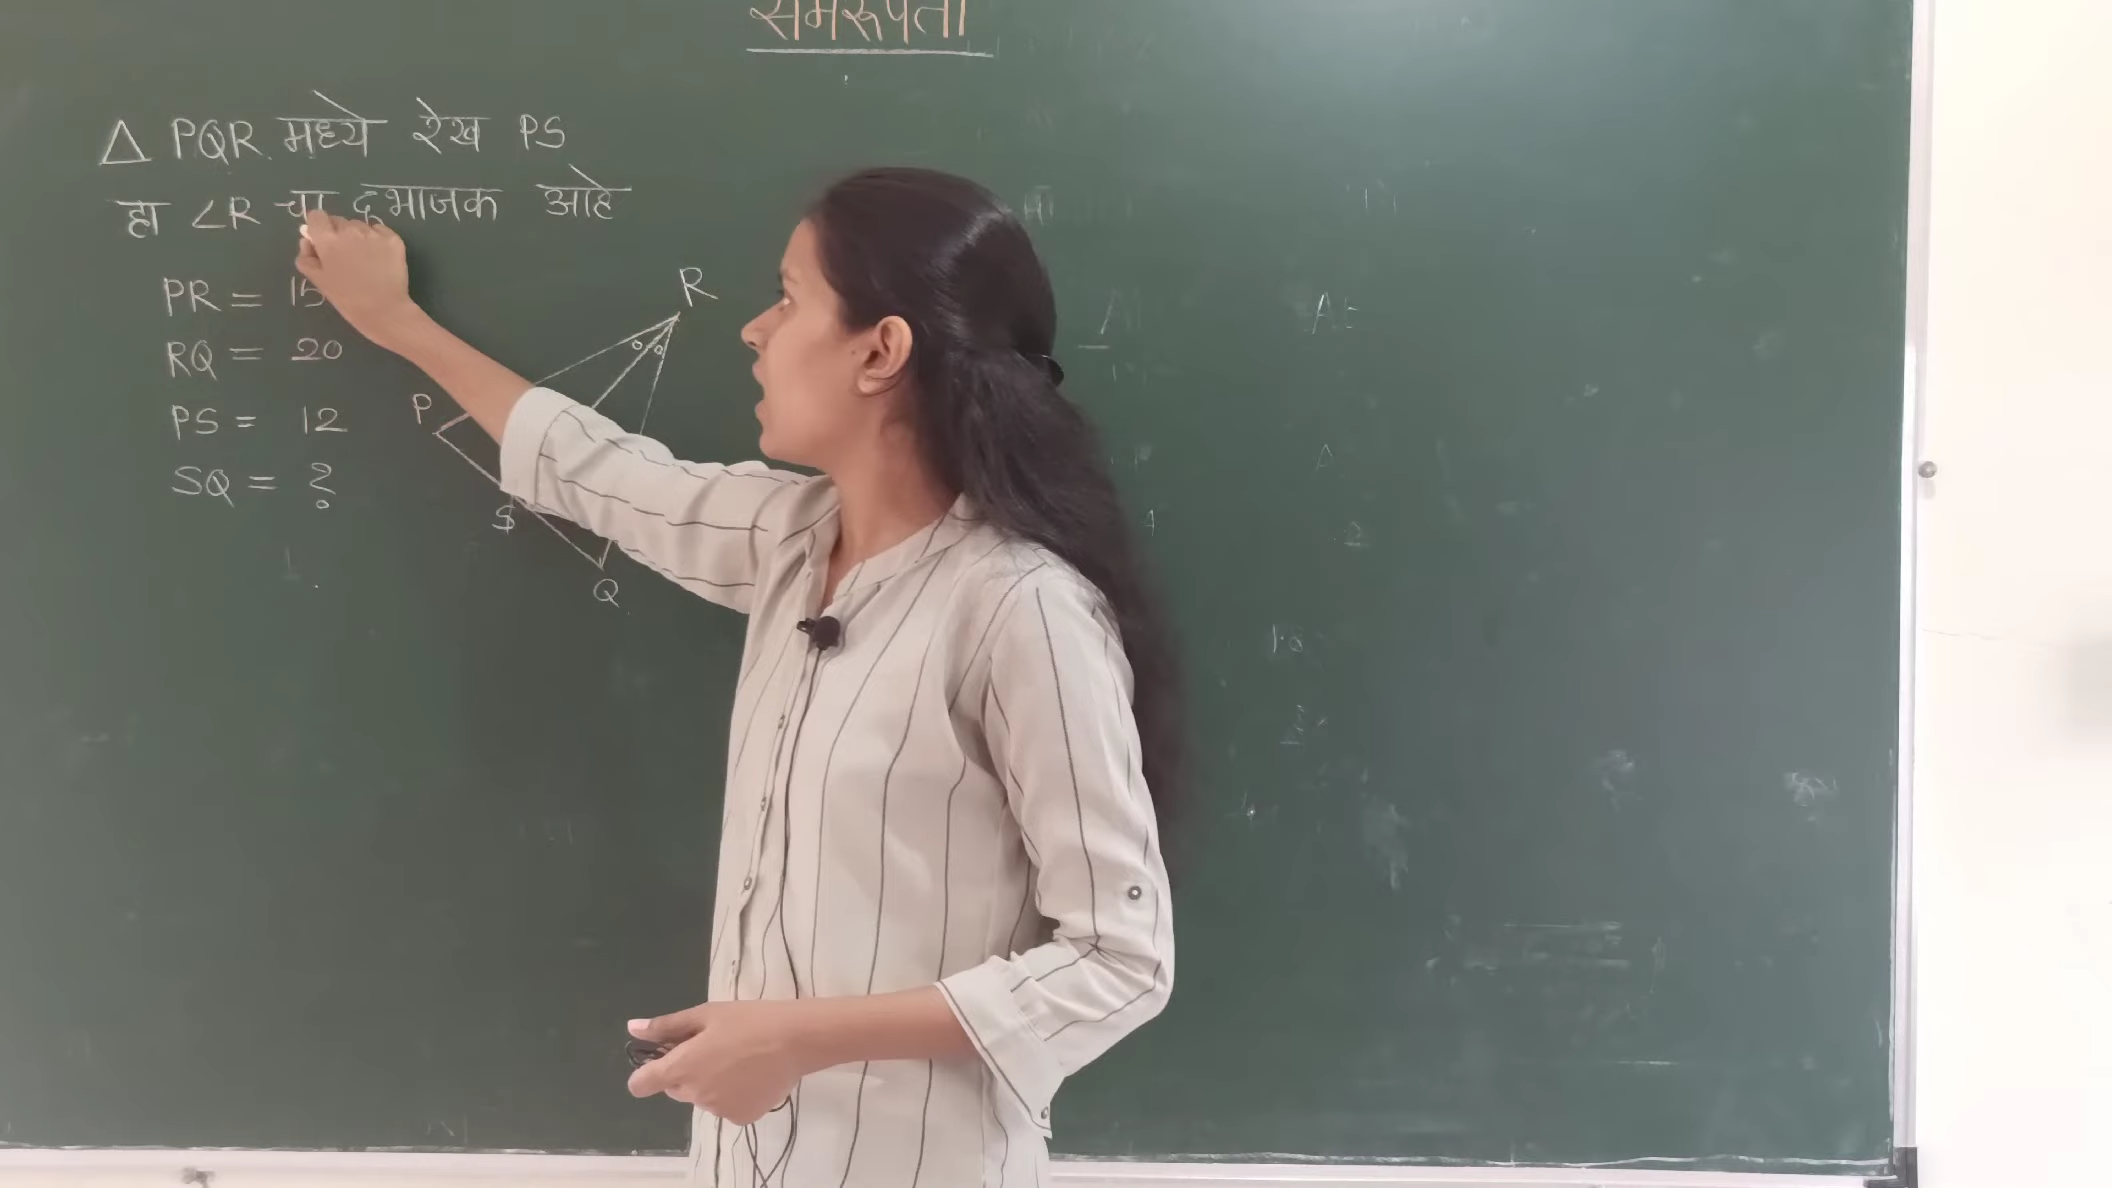 समरूपता
△ PQR मध्ये रेख PS
हा ∠R चा दूभाजक आहे
PR = 15
RQ = 20
PS = 12
SQ = ?
R
P
S
Q